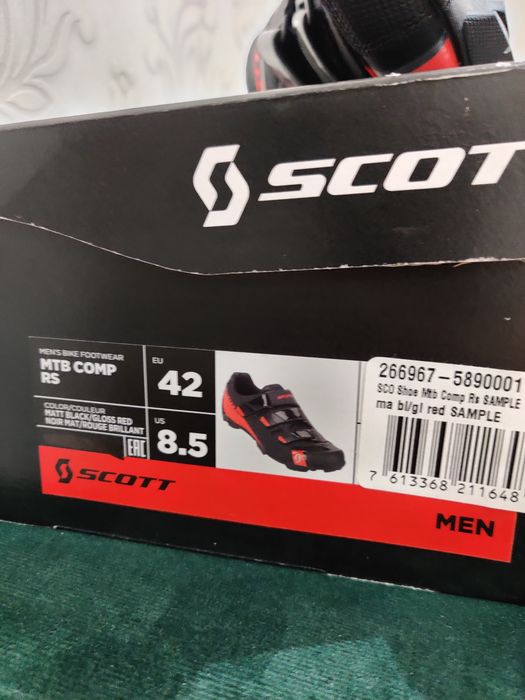 SCOT
MEN'S BIKE FOOTWEAR
MTB COMP
RS
EU
42
COLOR/COULEUR
MATT BLACK/GLOSS RED
NOIR MAT/ROUGE BRILLANT
EAC
US
8.5
266967-5890001
SCO Shoe Mtb Comp Rs SAMPLE
ma bl/gl red SAMPLE
7 613368 211648
SCOTT
MEN